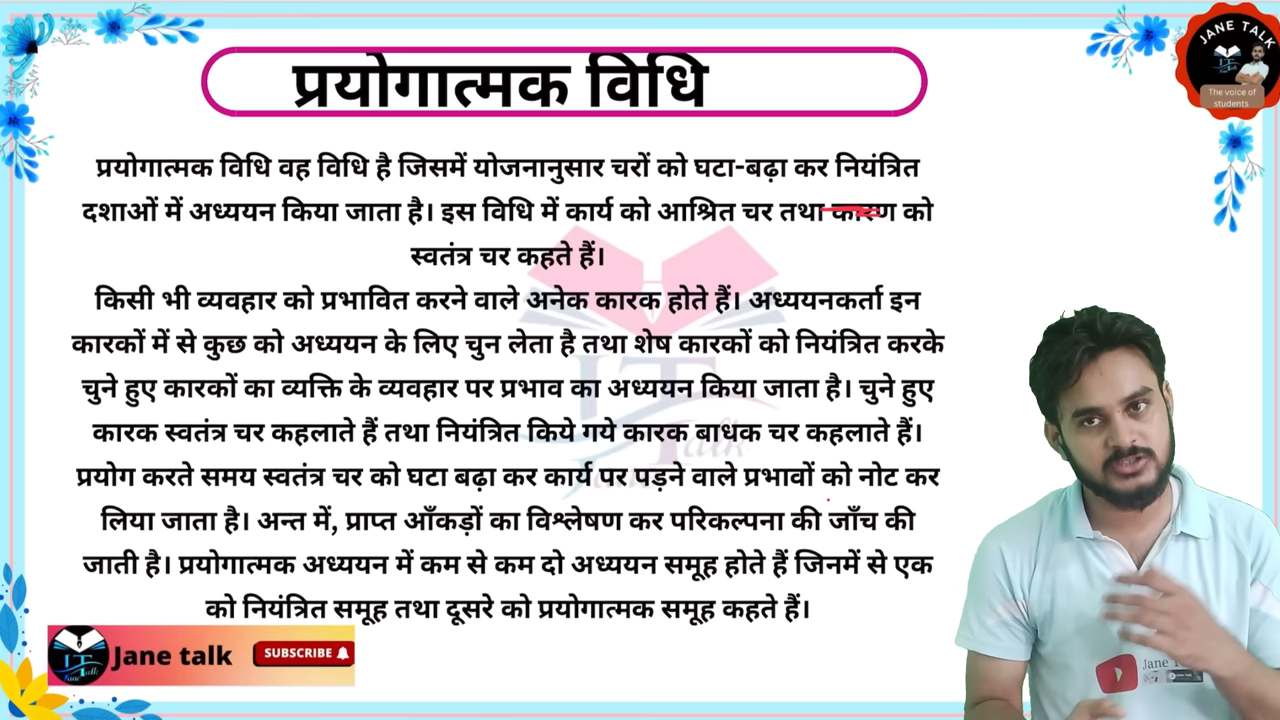 प्रयोगात्मक विधि
JANE TALK
The voice of
students
प्रयोगात्मक विधि वह विधि है जिसमें योजनानुसार चरों को घटा-बढ़ा कर नियंत्रित
दशाओं में अध्ययन किया जाता है। इस विधि में कार्य को आश्रित चर तथा कारण को
स्वतंत्र चर कहते हैं।
किसी भी व्यवहार को प्रभावित करने वाले अनेक कारक होते हैं। अध्ययनकर्ता इन
कारकों में से कुछ को अध्ययन के लिए चुन लेता है तथा शेष कारकों को नियंत्रित करके
चुने हुए कारकों का व्यक्ति के व्यवहार पर प्रभाव का अध्ययन किया जाता है। चुने हुए
कारक स्वतंत्र चर कहलाते हैं तथा नियंत्रित किये गये कारक बाधक चर कहलाते हैं।
प्रयोग करते समय स्वतंत्र चर को घटा बढ़ा कर कार्य पर पड़ने वाले प्रभावों को नोट कर
लिया जाता है। अन्त में, प्राप्त आँकड़ों का विश्लेषण कर परिकल्पना की जाँच की
जाती है। प्रयोगात्मक अध्ययन में कम से कम दो अध्ययन समूह होते हैं जिनमें से एक
को नियंत्रित समूह तथा दूसरे को प्रयोगात्मक समूह कहते हैं।
Jane talk
SUBSCRIBE
Jane